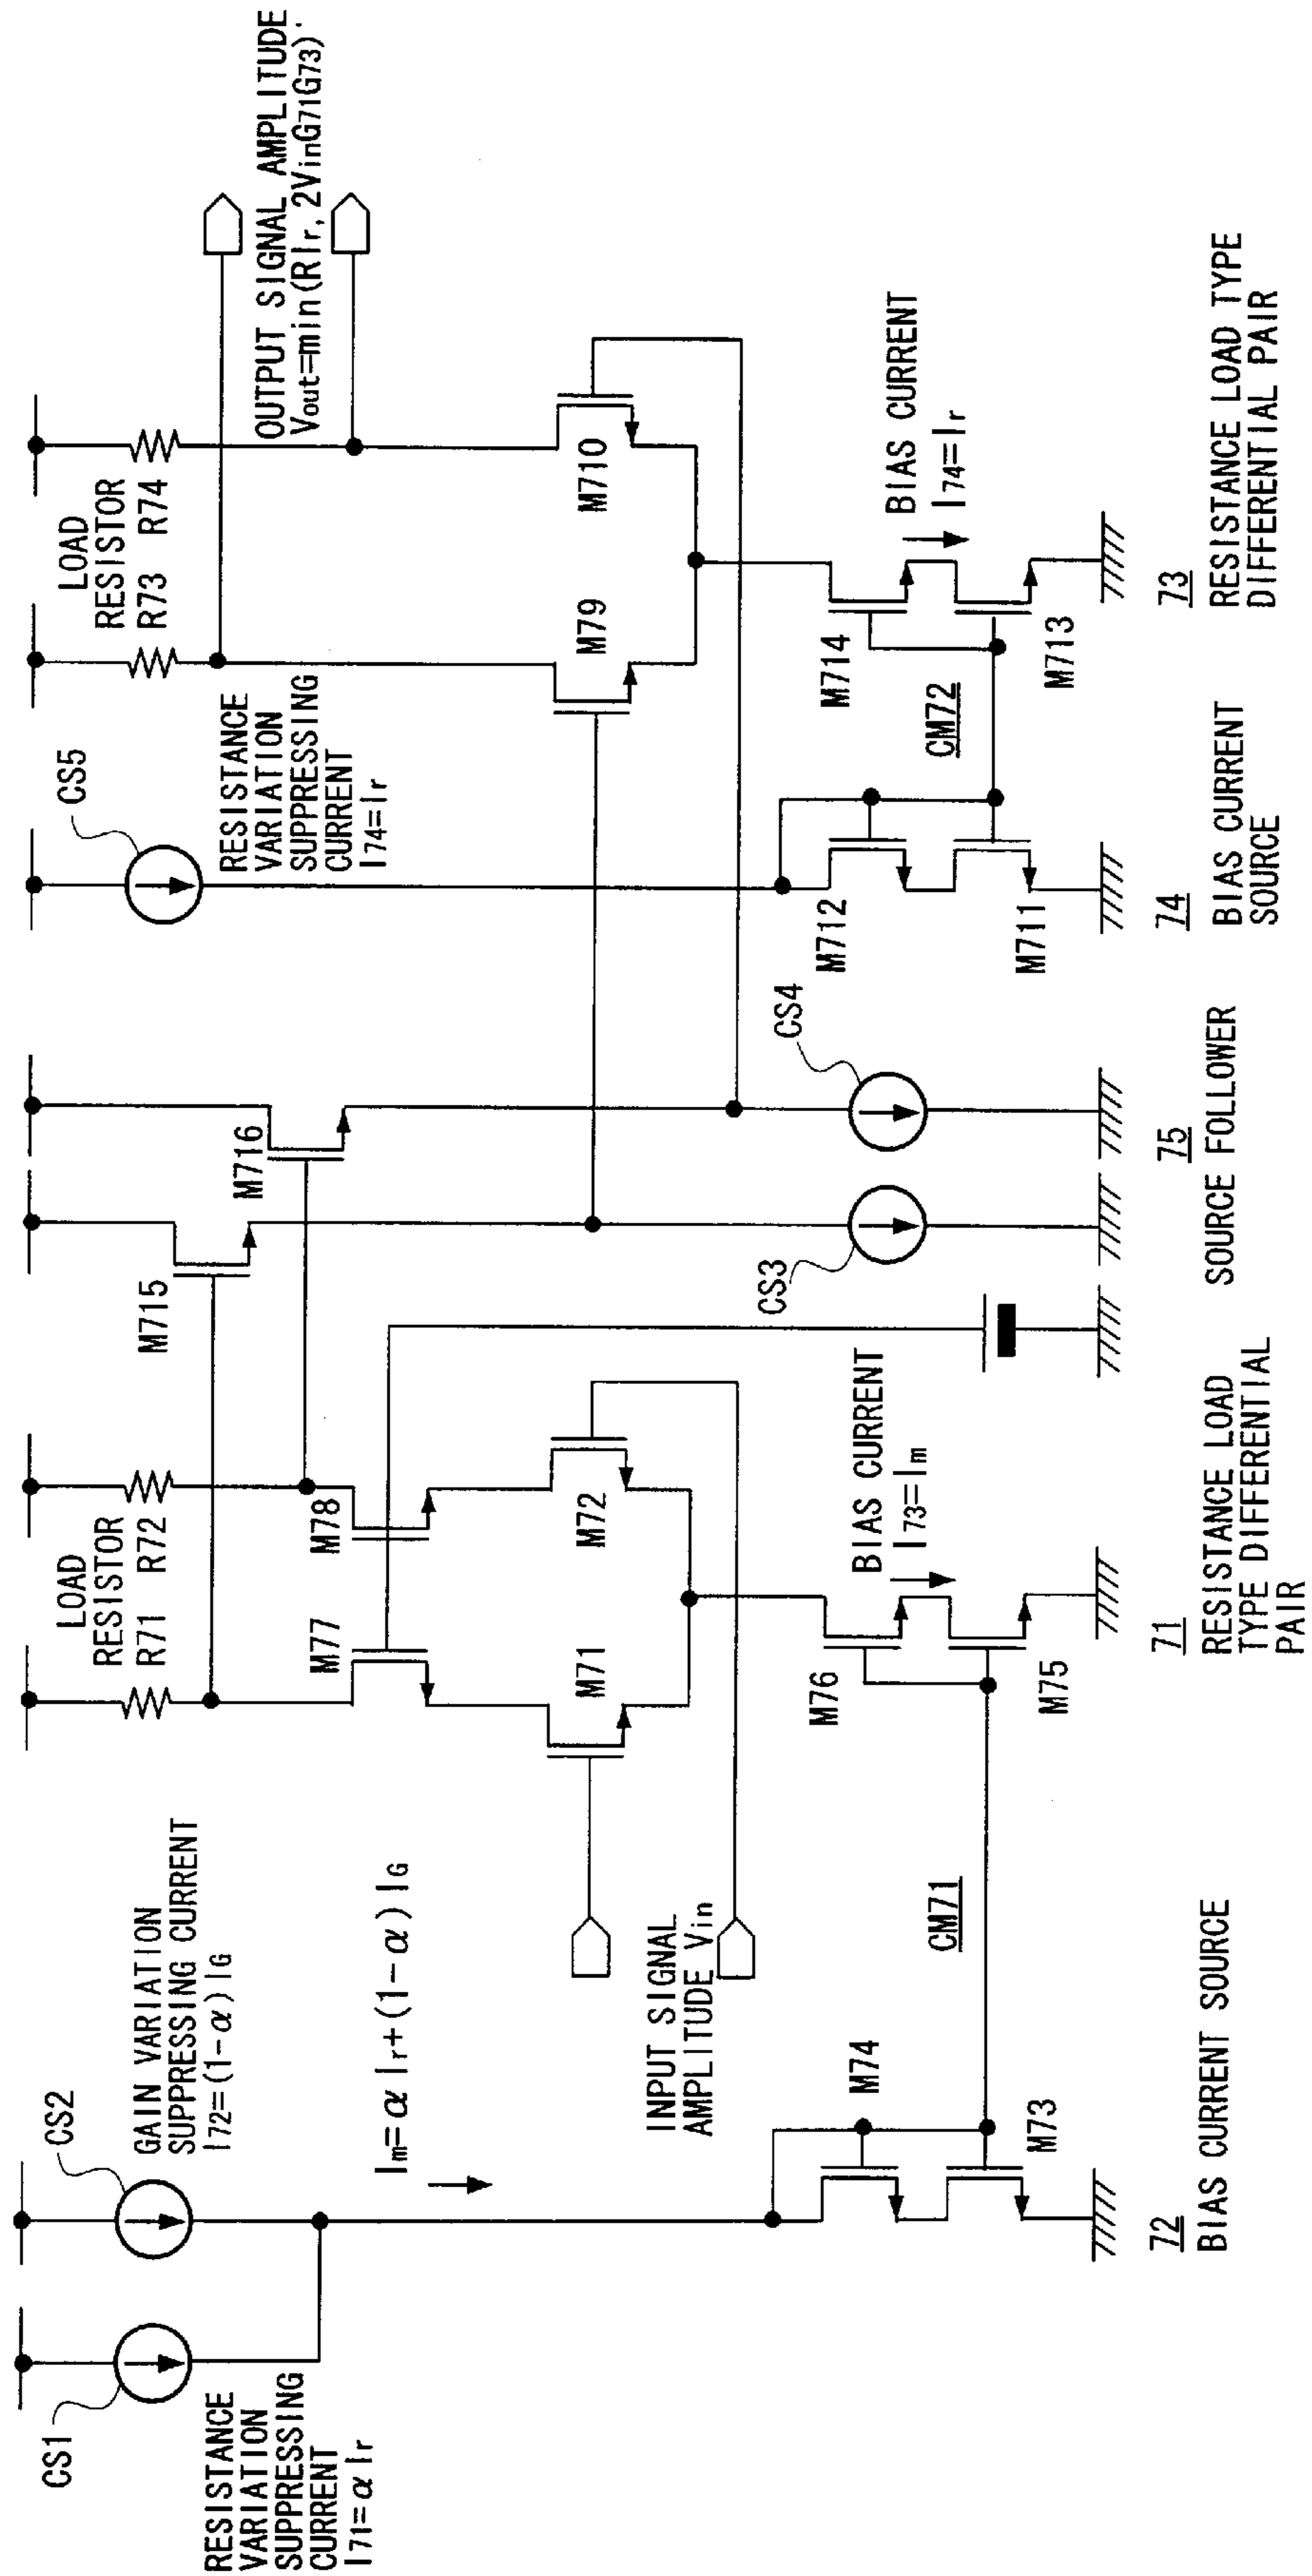 CS1
RESISTANCE
VARIATION
SUPPRESSING
CURRENT
I71=αIr
CS2
GAIN VARIATION
SUPPRESSING CURRENT
I72=(1-α)IG
Im=αIr+(1-α)IG
INPUT SIGNAL
AMPLITUDE Vin
M74
M73
CM71
72
BIAS CURRENT SOURCE
LOAD
RESISTOR
R71 R72
M77
M78
M71
M72
BIAS CURRENT
I73=Im
M76
M75
71
RESISTANCE LOAD
TYPE DIFFERENTIAL
PAIR
M715
M716
CS3
CS4
75
SOURCE FOLLOWER
CS5
RESISTANCE
VARIATION
SUPPRESSING
CURRENT
I74=Ir
M712
M711
CM72
74
BIAS CURRENT
SOURCE
LOAD
RESISTOR
R73 R74
OUTPUT SIGNAL AMPLITUDE
Vout=min(RIr, 2VinG71G73)
M79
M710
BIAS CURRENT
I74=Ir
M714
M713
73
RESISTANCE LOAD TYPE
DIFFERENTIAL PAIR